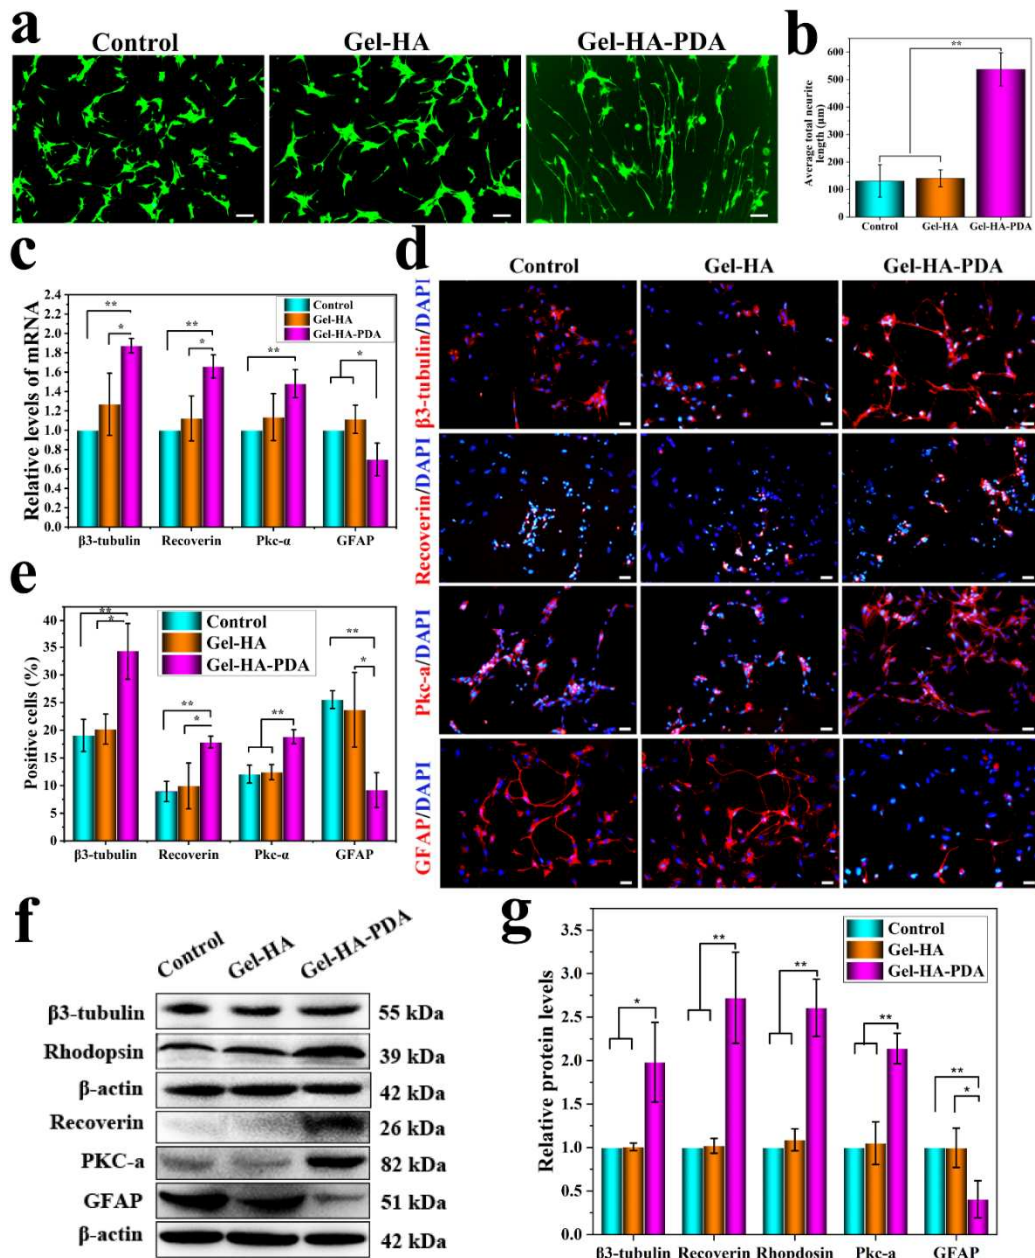 a
Control
Gel-HA
Gel-HA-PDA
b
**
Average total neurite
length (μm)
600
500
400
300
200
100
0
Control
Gel-HA
Gel-HA-PDA
c
Relative levels of mRNA
2.4
2.2
2.0
1.8
1.6
1.4
1.2
1.0
0.8
0.6
0.4
0.2
0.0
Control
Gel-HA
Gel-HA-PDA
**
*
**
*
**
*
β3-tubulin
Recoverin
Pkc-α
GFAP
d
Control
Gel-HA
Gel-HA-PDA
β3-tubulin/DAPI
Recoverin/DAPI
Pkc-a/DAPI
GFAP/DAPI
e
Positive cells (%)
40
35
30
25
20
15
10
5
0
Control
Gel-HA
Gel-HA-PDA
**
*
**
*
**
**
*
β3-tubulin
Recoverin
Pkc-α
GFAP
f
Control
Gel-HA
Gel-HA-PDA
β3-tubulin 55 kDa
Rhodopsin 39 kDa
β-actin 42 kDa
Recoverin 26 kDa
PKC-a 82 kDa
GFAP 51 kDa
β-actin 42 kDa
g
Relative protein levels
3.5
3.0
2.5
2.0
1.5
1.0
0.5
0.0
Control
Gel-HA
Gel-HA-PDA
*
**
**
**
**
*
β3-tubulin
Recoverin
Rhopdosin
Pkc-a
GFAP